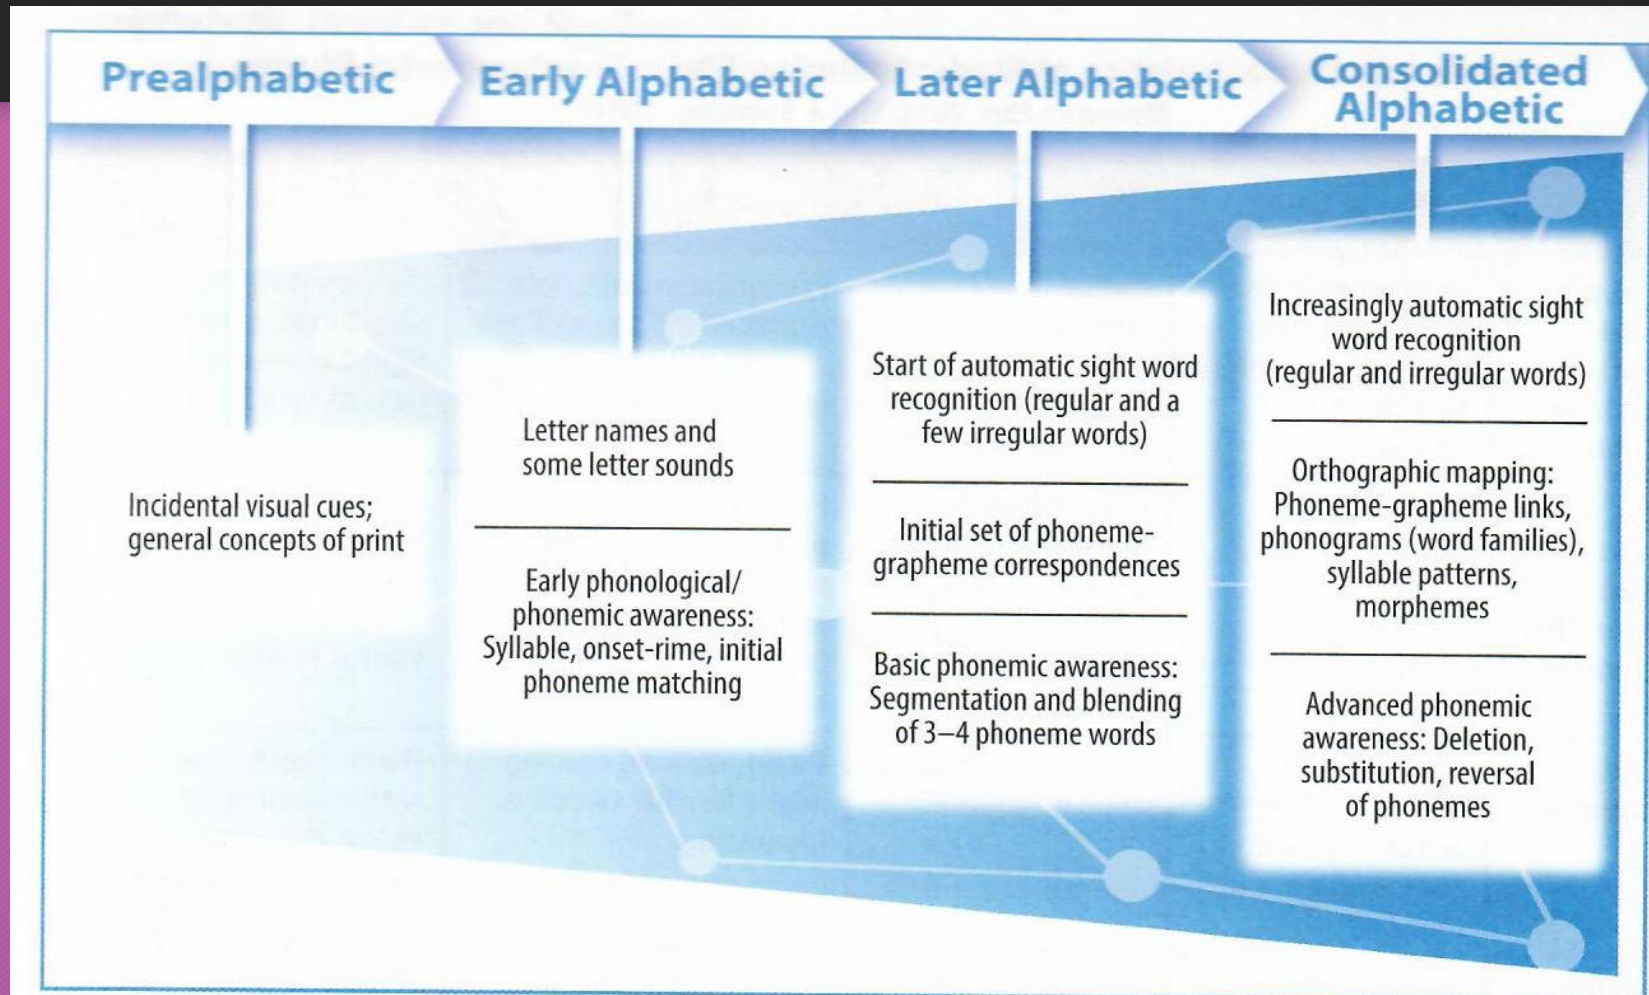 Prealphabetic
Early Alphabetic
Later Alphabetic
Consolidated
Alphabetic
Incidental visual cues;
general concepts of print
Letter names and
some letter sounds
Early phonological/
phonemic awareness:
Syllable, onset-rime, initial
phoneme matching
Start of automatic sight word
recognition (regular and a
few irregular words)
Initial set of phoneme-
grapheme correspondences
Basic phonemic awareness:
Segmentation and blending
of 3–4 phoneme words
Increasingly automatic sight
word recognition
(regular and irregular words)
Orthographic mapping:
Phoneme-grapheme links,
phonograms (word families),
syllable patterns,
morphemes
Advanced phonemic
awareness: Deletion,
substitution, reversal
of phonemes